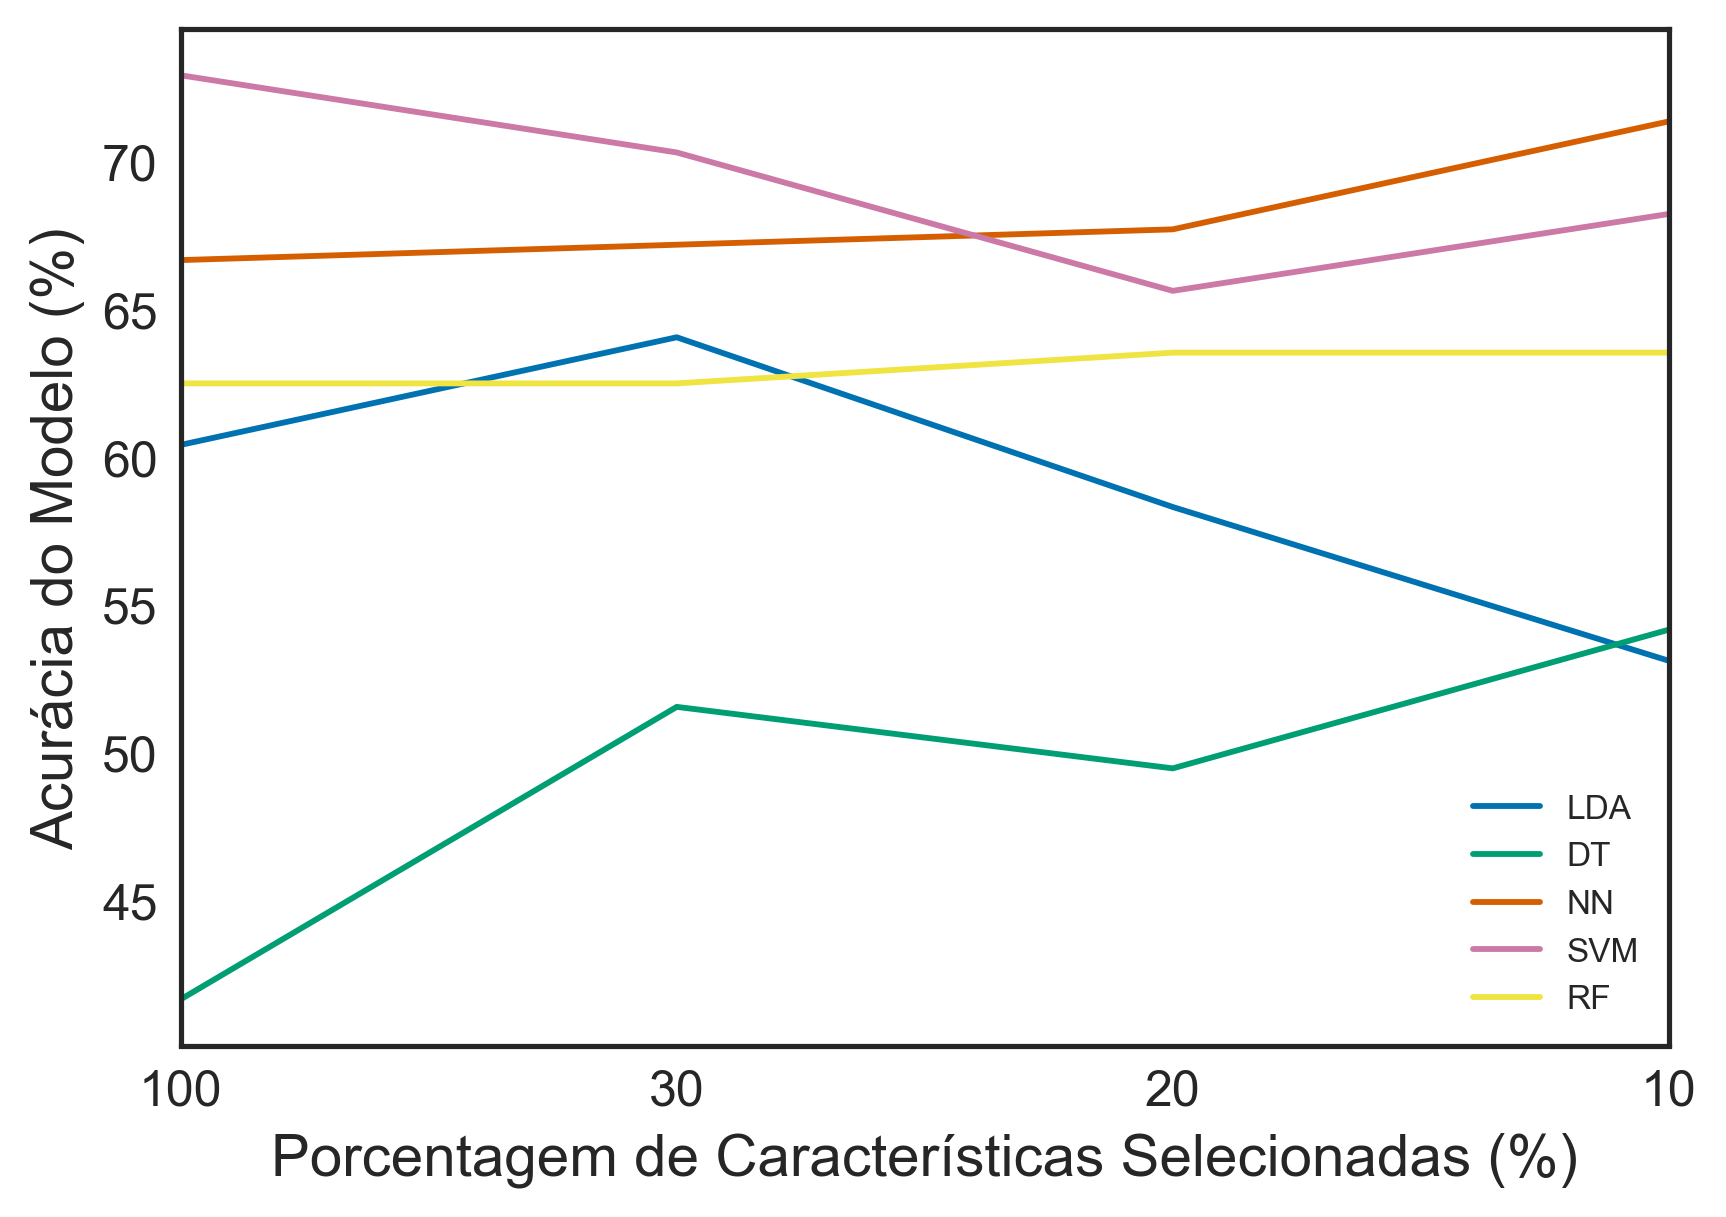 Acurácia do Modelo (%)
70
65
60
55
50
45
LDA
DT
NN
SVM
RF
100 30 20 10
Porcentagem de Características Selecionadas (%)